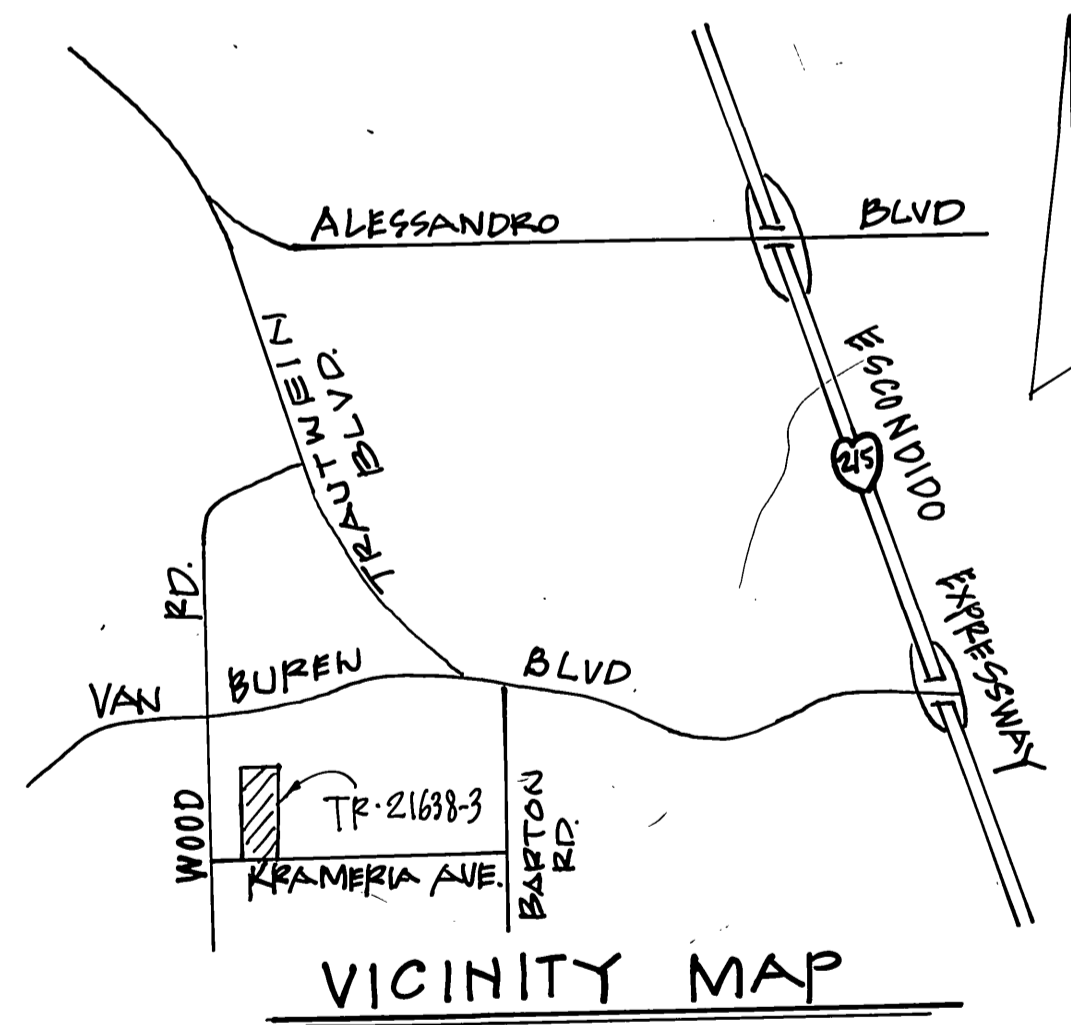 ALESSANDRO BLVD
TRAUTWEIN
BLVD.
ESCONDIDO EXPRESSWAY
215
WOOD RD.
VAN BUREN BLVD.
TR. 21638-3
BARTON
RD.
KRAMERIA AVE.
VICINITY MAP